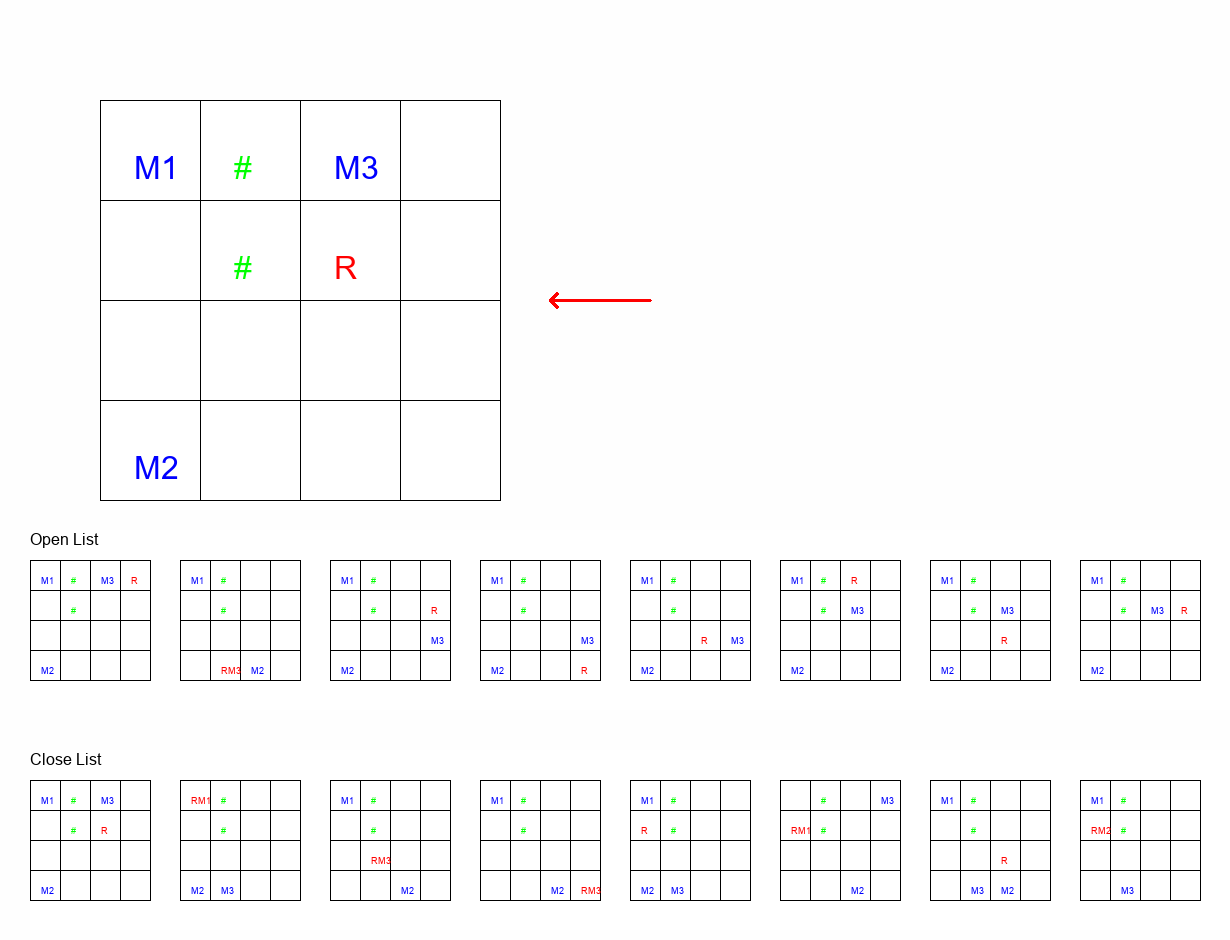 M1 # M3
# R
M2
Open List
M1 # M3 R M1 # M1 # M1 # M1 # M1 # R M1 # M1 #
# # # R # # # M3 # M3 # M3 R
M3 M3 R M3 R
M2 RM3 M2 M2 M2 R M2 M2 M2 M2
Close List
M1 # M3 RM1 # M1 # M1 # M1 # # M3 M1 # M1 #
# R # # # R # RM1 # # RM2 #
RM3 R
M2 M2 M3 M2 M2 RM3 M2 M3 M2 M3 M2 M3